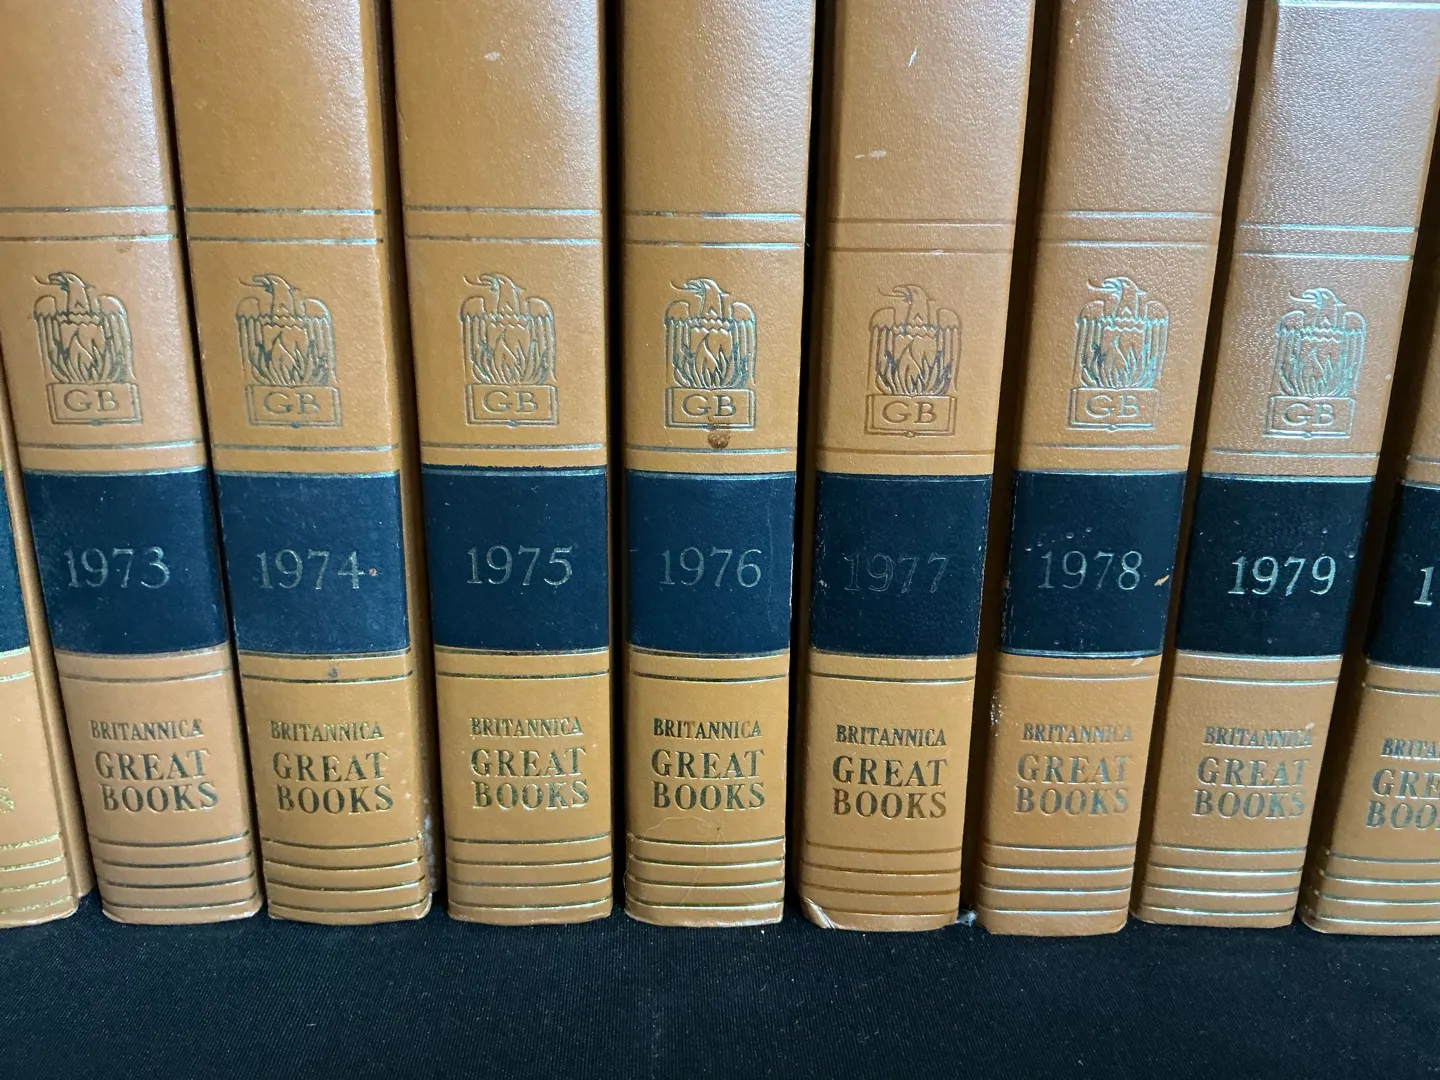 GB
1973
BRITANNICA
GREAT
BOOKS
GB
1974
BRITANNICA
GREAT
BOOKS
GB
1975
BRITANNICA
GREAT
BOOKS
GB
1976
BRITANNICA
GREAT
BOOKS
GB
1977
BRITANNICA
GREAT
BOOKS
GB
1978
BRITANNICA
GREAT
BOOKS
GB
1979
BRITANNICA
GREAT
BOOKS